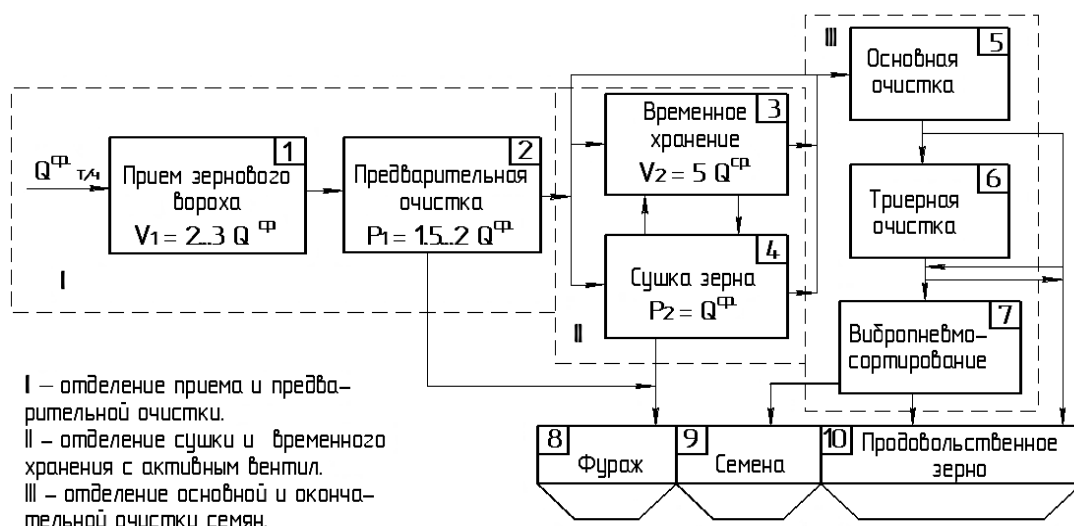 Qср. т/ч
1
Прием зернового
вороха
V1 = 2...3 Q ср
I
2
Предварительная
очистка
P1 = 1.5...2 Qср.
3
Временное
хранение
V2 = 5 Qср.
4
Сушка зерна
P2 = Qср.
II
III
5
Основная
очистка
6
Триерная
очистка
7
Вибропневмо-
сортирование
8
Фураж
9
Семена
10
Продовольственное
зерно
I – отделение приема и предва-
рительной очистки.
II – отделение сушки и временного
хранения с активным вентил.
III – отделение основной и оконча-
тельной очистки семян.